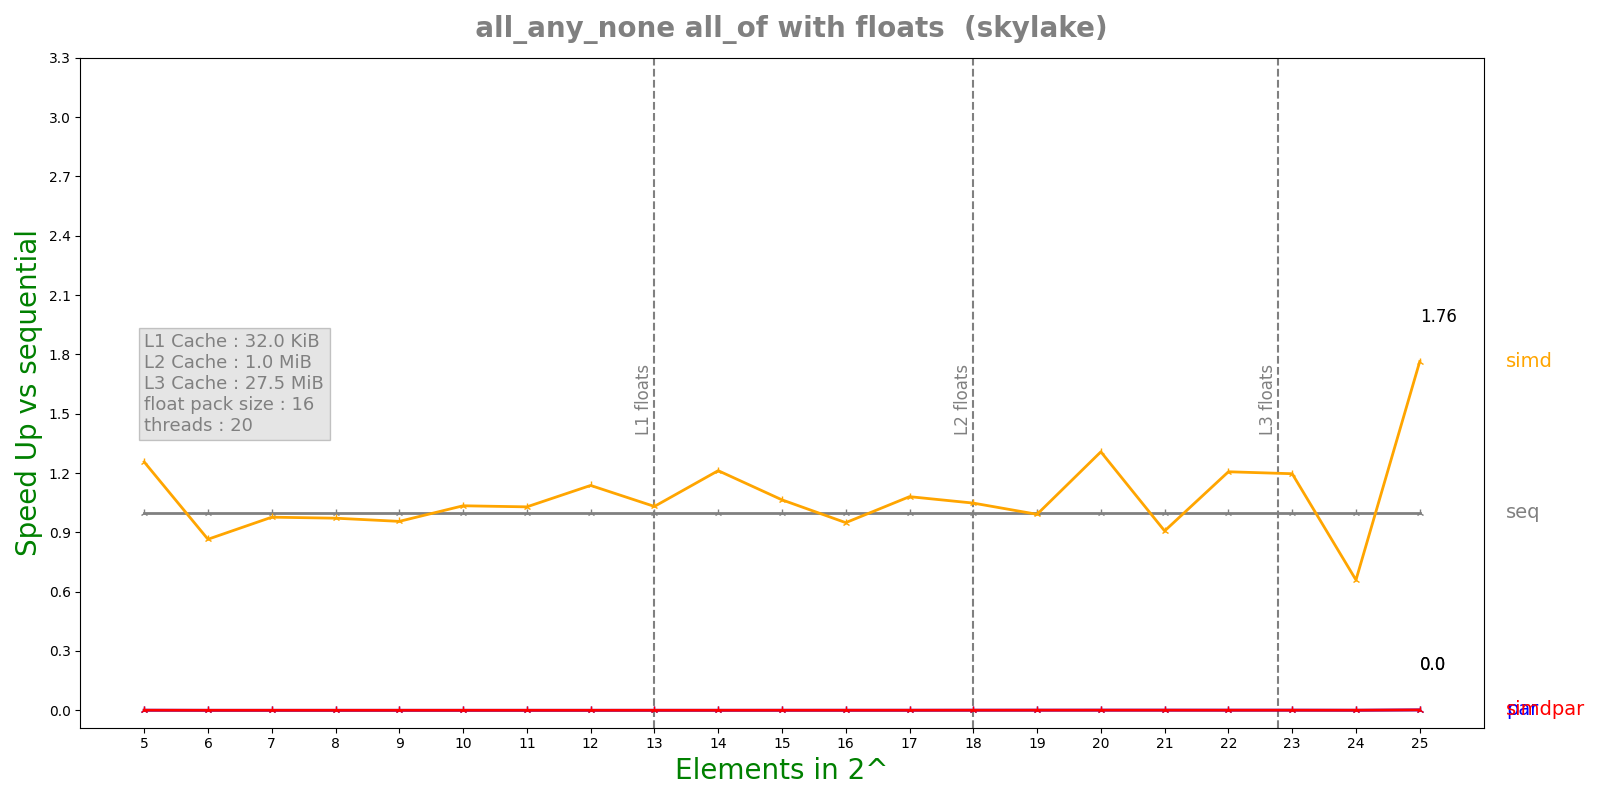 all_any_none all_of with floats (skylake)
Speed Up vs sequential
3.3
3.0
2.7
2.4
2.1
1.8
1.5
1.2
0.9
0.6
0.3
0.0
L1 Cache : 32.0 KiB
L2 Cache : 1.0 MiB
L3 Cache : 27.5 MiB
float pack size : 16
threads : 20
L1 floats
L2 floats
L3 floats
1.76
0.0
simd
seq
par
simdpar
5 6 7 8 9 10 11 12 13 14 15 16 17 18 19 20 21 22 23 24 25
Elements in 2^